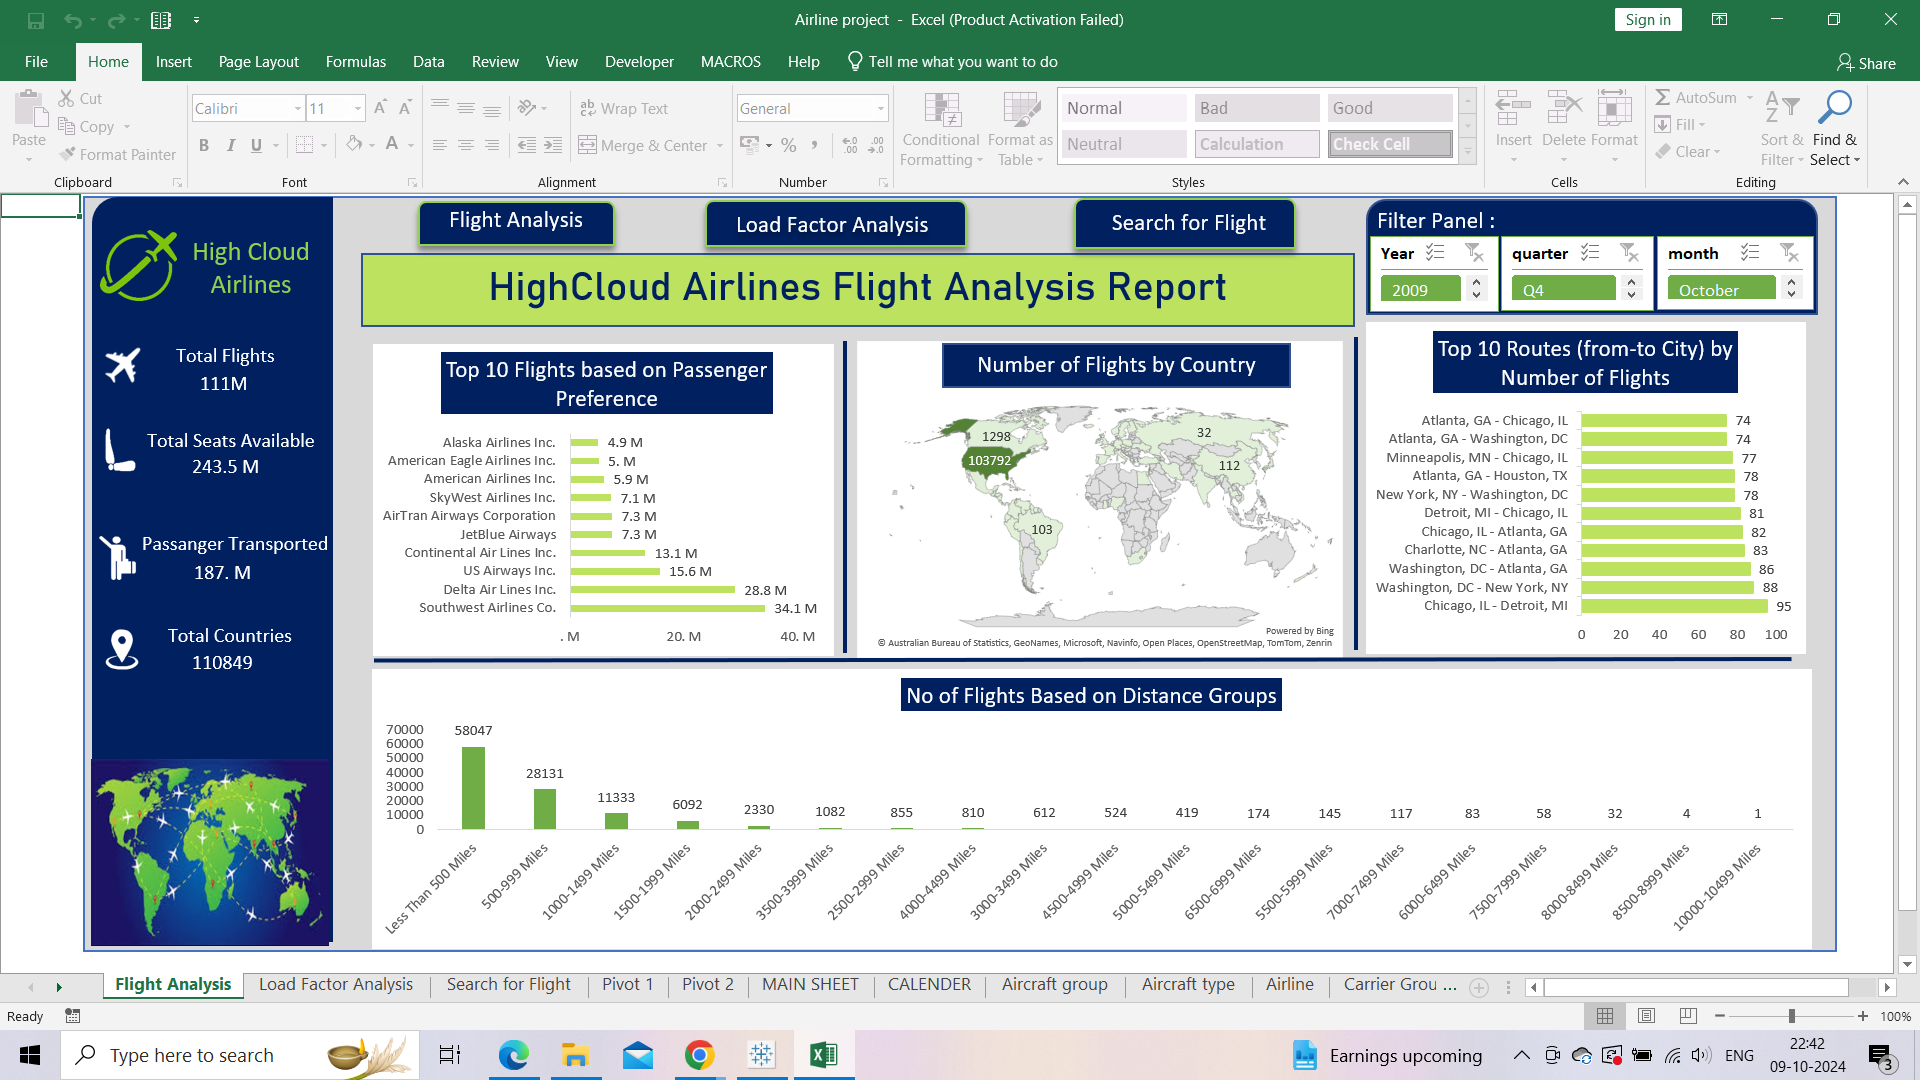 Airline project - Excel (Product Activation Failed)
Sign in
File
Home
Insert
Page Layout
Formulas
Data
Review
View
Developer
MACROS
Help
Tell me what you want to do
Share
Paste
Cut
Copy
Format Painter
Clipboard
Calibri
11
B I U
Font
Wrap Text
Merge & Center
Alignment
General
%
Number
Conditional
Formatting
Format as
Table
Normal
Bad
Good
Neutral
Calculation
Check Cell
Styles
Insert
Delete
Format
Cells
AutoSum
Fill
Clear
Sort &
Filter
Find &
Select
Editing
High Cloud
Airlines
Total Flights
111M
Total Seats Available
243.5 M
Passanger Transported
187. M
Total Countries
110849
Flight Analysis
Load Factor Analysis
Search for Flight
HighCloud Airlines Flight Analysis Report
Filter Panel :
Year
2009
quarter
Q4
month
October
Top 10 Flights based on Passenger
Preference
Alaska Airlines Inc. 4.9 M
American Eagle Airlines Inc. 5. M
American Airlines Inc. 5.9 M
SkyWest Airlines Inc. 7.1 M
AirTran Airways Corporation 7.3 M
JetBlue Airways 7.3 M
Continental Air Lines Inc. 13.1 M
US Airways Inc. 15.6 M
Delta Air Lines Inc. 28.8 M
Southwest Airlines Co. 34.1 M
. M 20. M 40. M
Number of Flights by Country
1298
32
103792
112
103
Powered by Bing
© Australian Bureau of Statistics, GeoNames, Microsoft, Navinfo, Open Places, OpenStreetMap, TomTom, Zenrin
Top 10 Routes (from-to City) by
Number of Flights
Atlanta, GA - Chicago, IL 74
Atlanta, GA - Washington, DC 74
Minneapolis, MN - Chicago, IL 77
Atlanta, GA - Houston, TX 78
New York, NY - Washington, DC 78
Detroit, MI - Chicago, IL 81
Chicago, IL - Atlanta, GA 82
Charlotte, NC - Atlanta, GA 83
Washington, DC - Atlanta, GA 86
Washington, DC - New York, NY 88
Chicago, IL - Detroit, MI 95
0 20 40 60 80 100
No of Flights Based on Distance Groups
70000
60000
50000
40000
30000
20000
10000
0
58047 28131 11333 6092 2330 1082 855 810 612 524 419 174 145 117 83 58 32 4 1
Less Than 500 Miles
500-999 Miles
1000-1499 Miles
1500-1999 Miles
2000-2499 Miles
3500-3999 Miles
2500-2999 Miles
4000-4499 Miles
3000-3499 Miles
4500-4999 Miles
5000-5499 Miles
6500-6999 Miles
5500-5999 Miles
7000-7499 Miles
6000-6499 Miles
7500-7999 Miles
8000-8499 Miles
8500-8999 Miles
10000-10499 Miles
Flight Analysis
Load Factor Analysis
Search for Flight
Pivot 1
Pivot 2
MAIN SHEET
CALENDER
Aircraft group
Aircraft type
Airline
Carrier Grou ...
Ready
100%
Type here to search
Earnings upcoming
ENG
22:42
09-10-2024
3